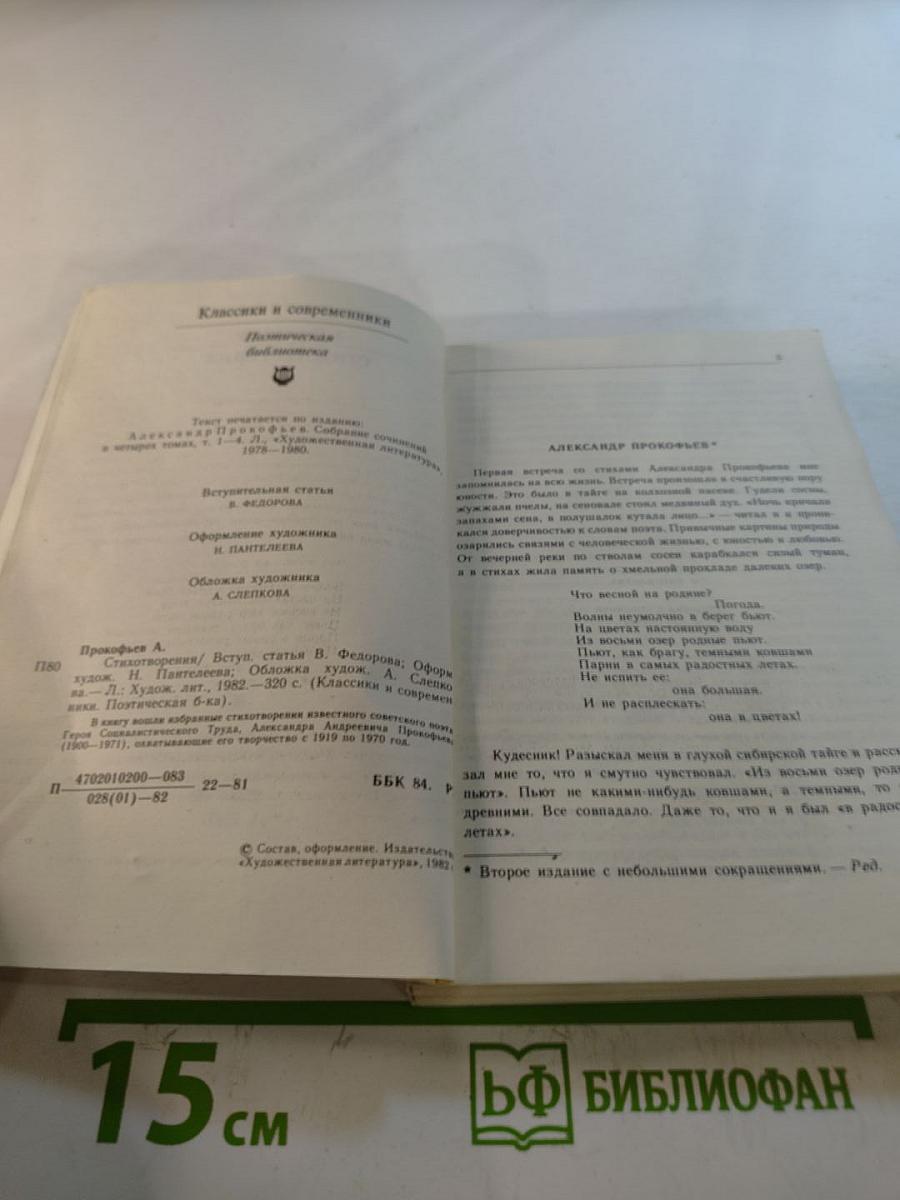 Классики и современники
Поэтическая
библиотека
Текст печатается по изданию:
Александр Прокофьев. Собрание сочинений
в четырех томах, т. 1—4. Л., «Художественная литература»,
1978—1980.
Вступительная статья
В. ФЕДОРОВА
Оформление художника
Н. ПАНТЕЛЕЕВА
Обложка художника
А. СЛЕПКОВА
Прокофьев А.
П80 Стихотворения/ Вступ. статья В. Федорова; Оформ
худож. Н. Пантелеева; Обложка худож. А. Слепко
ва.— Л.: Худож. лит., 1982.—320 с. (Классики и современ
ники. Поэтическая б-ка).
В книгу вошли избранные стихотворения известного советского поэта
Героя Социалистического Труда, Александра Андреевича Прокофьева,
(1900—1971), охватывающие его творчество с 1919 по 1970 год.
П 4702010200—083 22—81 ББК 84. Р
028(01)—82
© Состав, оформление. Издательств
«Художественная литература», 1982
5
АЛЕКСАНДР ПРОКОФЬЕВ*
Первая встреча со стихами Александра Прокофьева мне
запомнилась на всю жизнь. Встреча произошла в счастливую пору
юности. Это было в тайге на колхозной пасеке. Гудели сосны,
жужжали пчелы, на сеновале стоял медвяный дух. «Ночь кричала
запахами сена, в полушалок кутала лицо...» — читал я и прони-
кался доверчивостью к словам поэта. Привычные картины природы
озарились связями с человеческой жизнью, с юностью и любовью.
От вечерней реки по стволам сосен карабкался сизый туман,
а в стихах жила память о хмельной прохладе далеких озер.
Что весной на родине?
Погода.
Волны неумолчно в берег бьют.
На цветах настоянную воду
Из восьми озер родные пьют.
Пьют, как брагу, темными ковшами
Парни в самых радостных летах.
Не испить ее:
она большая.
И не расплескать:
она в цветах!
Кудесник! Разыскал меня в глухой сибирской тайге и расск
зал мне то, что я смутно чувствовал. «Из восьми озер род
пьют». Пьют не какими-нибудь ковшами, а темными, то
древними. Все совпадало. Даже то, что и я был «в радос
летах».
* Второе издание с небольшими сокращениями. — Ред.
15 см
БФ БИБЛИОФАН